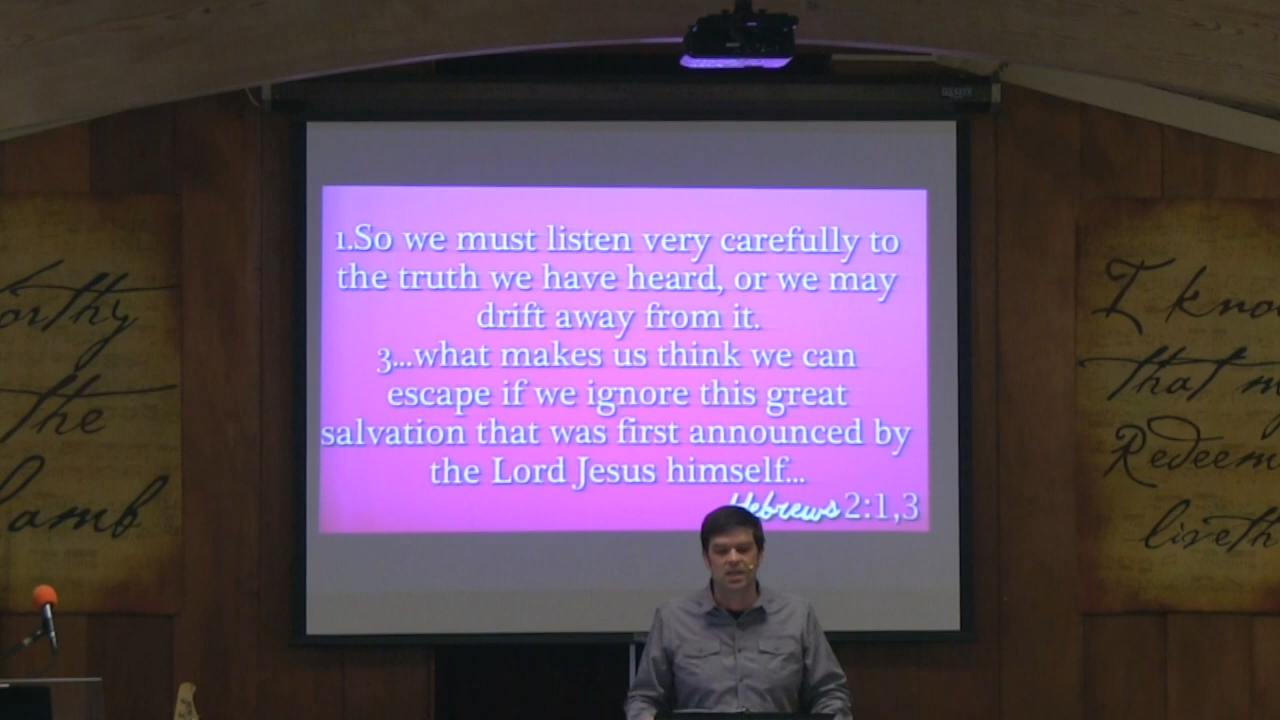 1.So we must listen very carefully to
the truth we have heard, or we may
drift away from it.
3...what makes us think we can
escape if we ignore this great
salvation that was first announced by
the Lord Jesus himself...
Hebrews 2:1,3
the
I
that
liveth